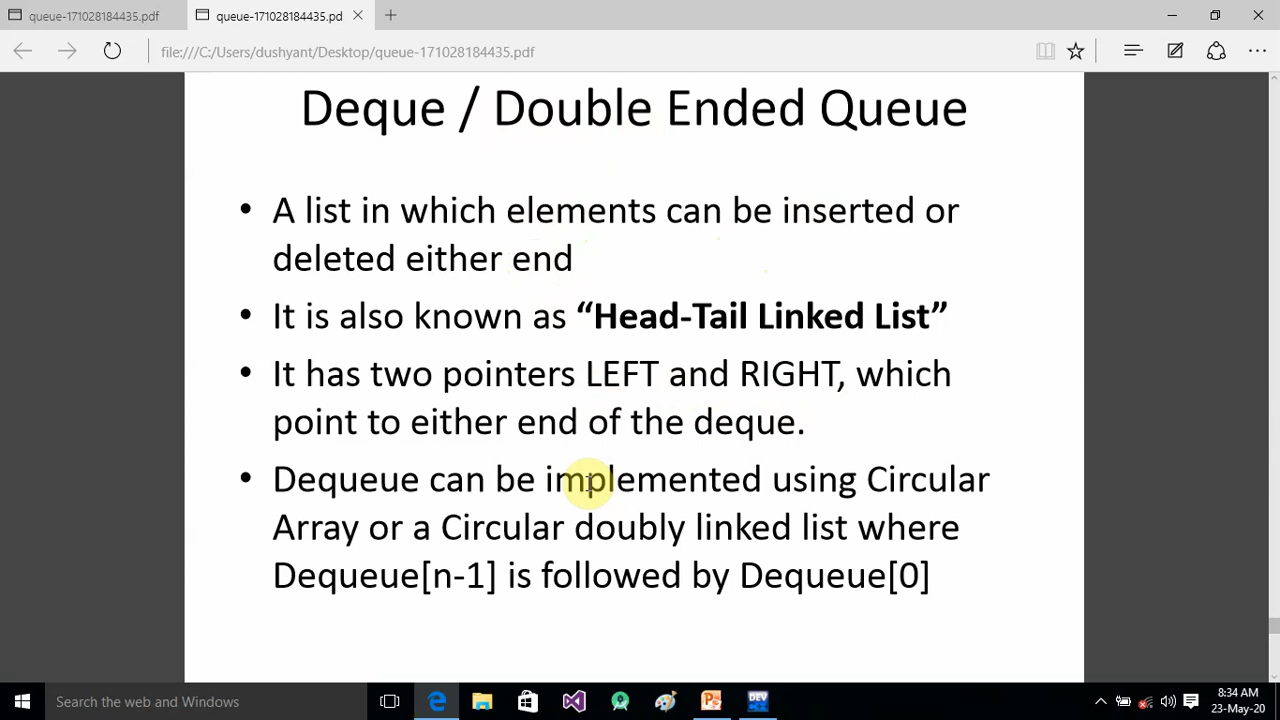 queue-171028184435.pdf
queue-171028184435.pd
file:///C:/Users/dushyant/Desktop/queue-171028184435.pdf
Deque / Double Ended Queue
• A list in which elements can be inserted or
deleted either end
• It is also known as “Head-Tail Linked List”
• It has two pointers LEFT and RIGHT, which
point to either end of the deque.
• Dequeue can be implemented using Circular
Array or a Circular doubly linked list where
Dequeue[n-1] is followed by Dequeue[0]
Search the web and Windows
DEV
8:34 AM
23-May-20